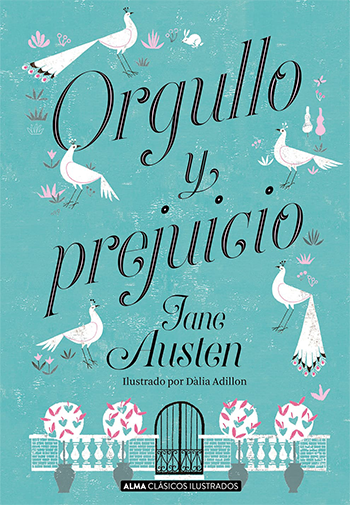 Orgullo
y
prejuicio
Jane
Austen
Ilustrado por Dàlia Adillon
ALMA CLÁSICOS ILUSTRADOS